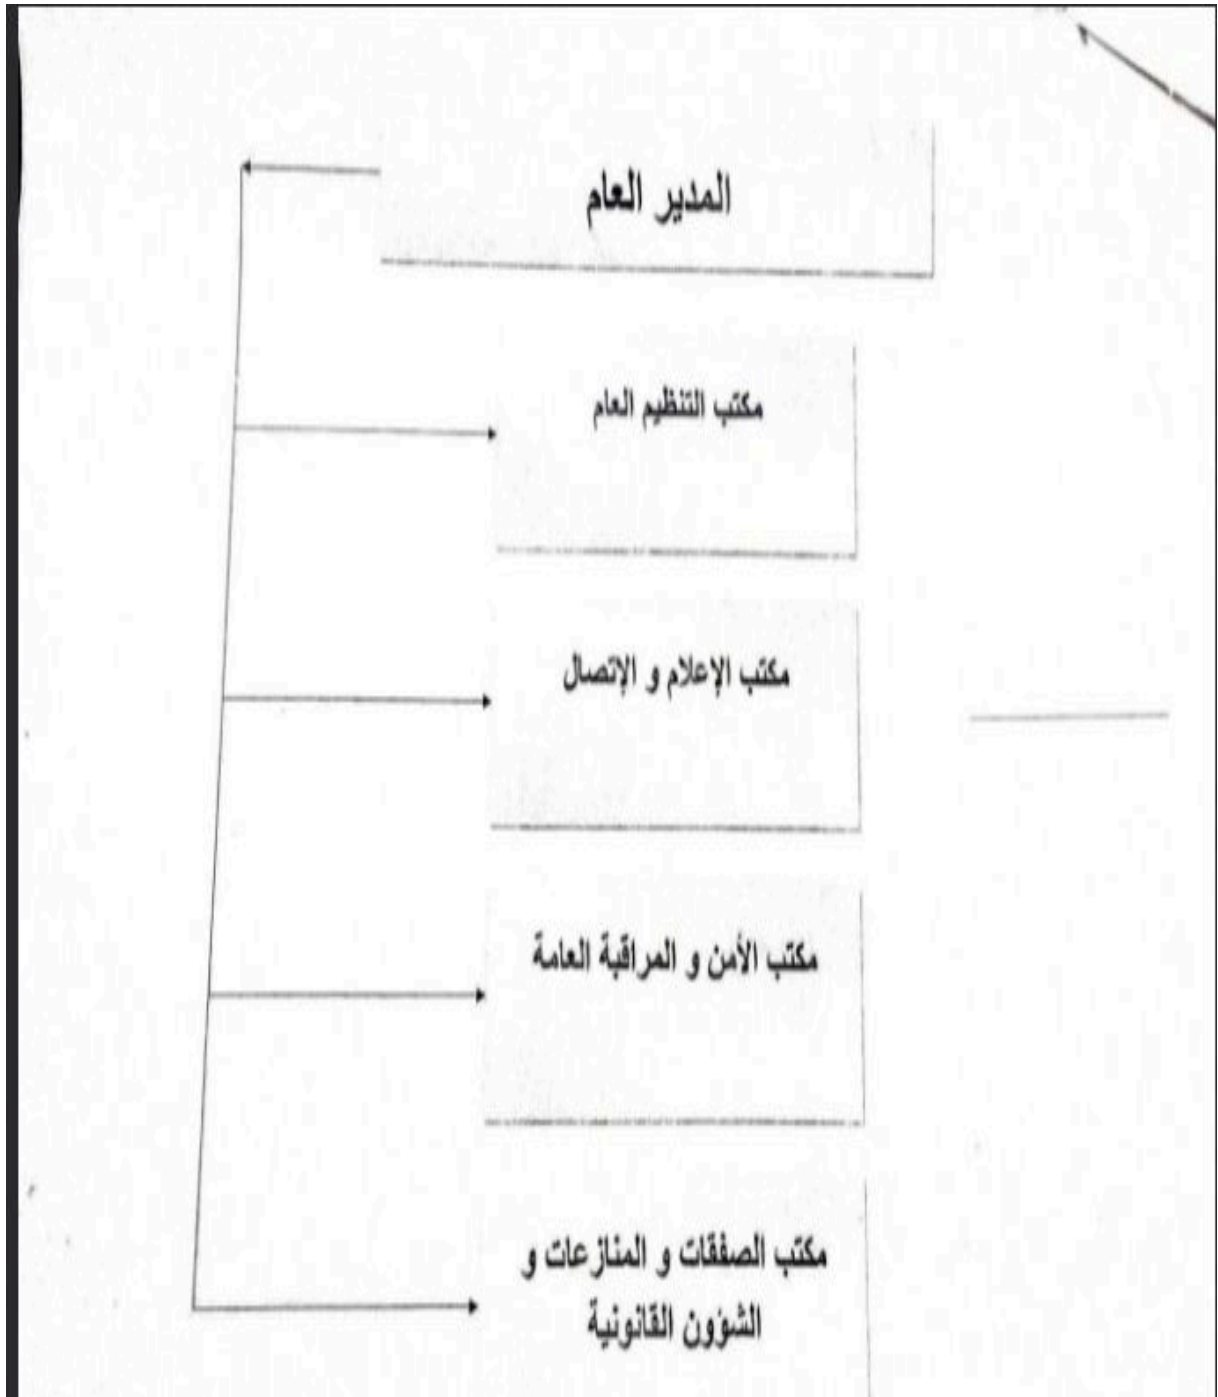 المدير العام
مكتب التنظيم العام
مكتب الإعلام و الإتصال
مكتب الأمن و المراقبة العامة
مكتب الصفقات و المنازعات و
الشؤون القانونية